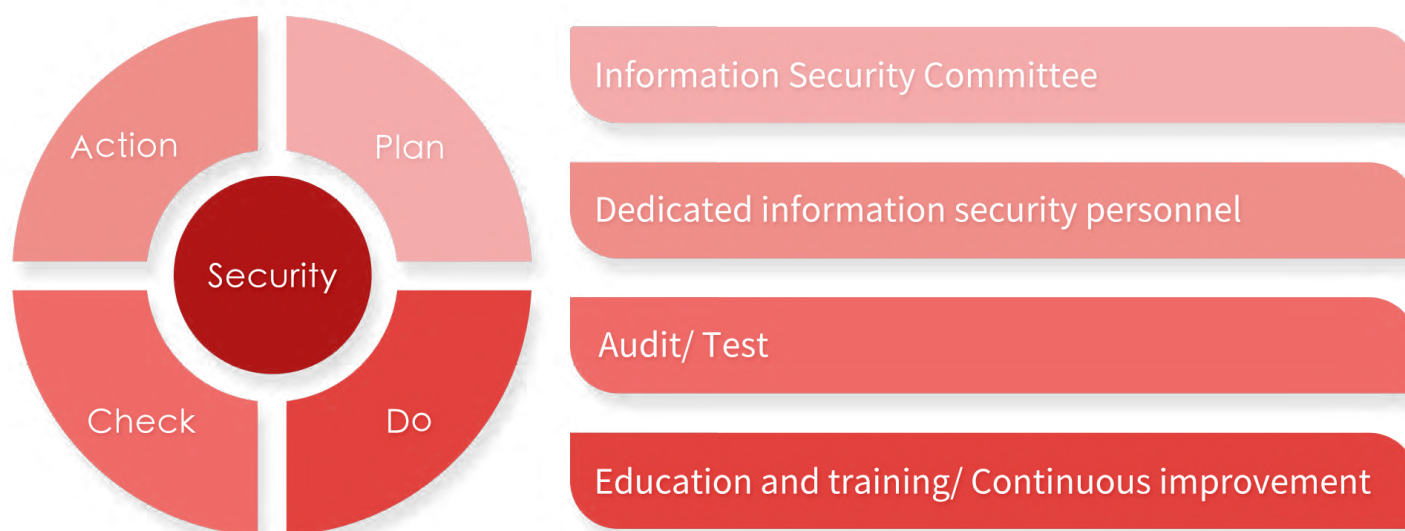 Action
Plan
Security
Check
Do
Information Security Committee
Dedicated information security personnel
Audit/ Test
Education and training/ Continuous improvement